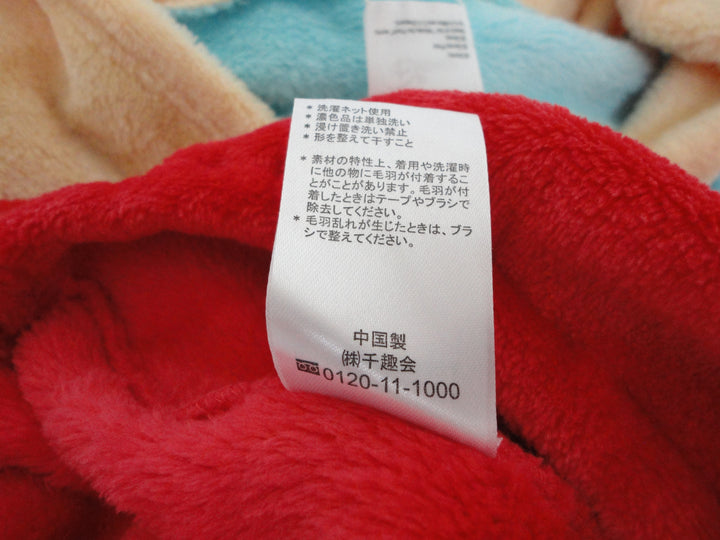 * 洗濯ネット使用
* 濃色品は単独洗い
* 浸け置き洗い禁止
* 形を整えて干すこと
* 素材の特性上、着用や洗濯時
に他の物に毛羽が付着するこ
とがことがあります。毛羽が付
着したときはテープやブラシで
除去してください。
* 毛羽乱れが生じたときは、ブラ
シで整えてください。
中国製
㈱千趣会
0120-11-1000